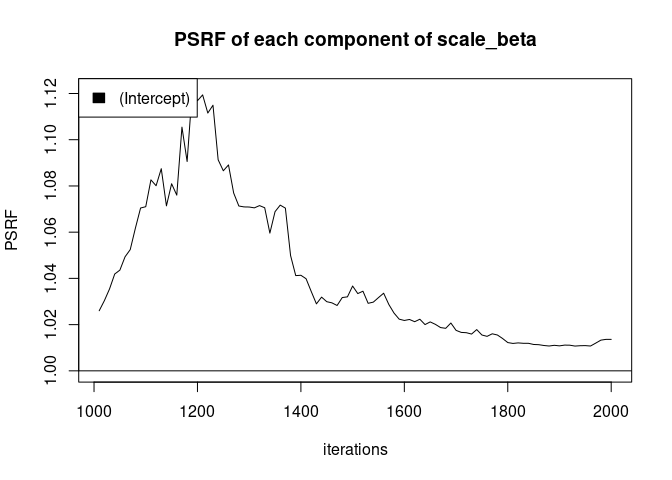 PSRF of each component of scale_beta
(Intercept)
PSRF
1.12
1.10
1.08
1.06
1.04
1.02
1.00
1000 1200 1400 1600 1800 2000
iterations